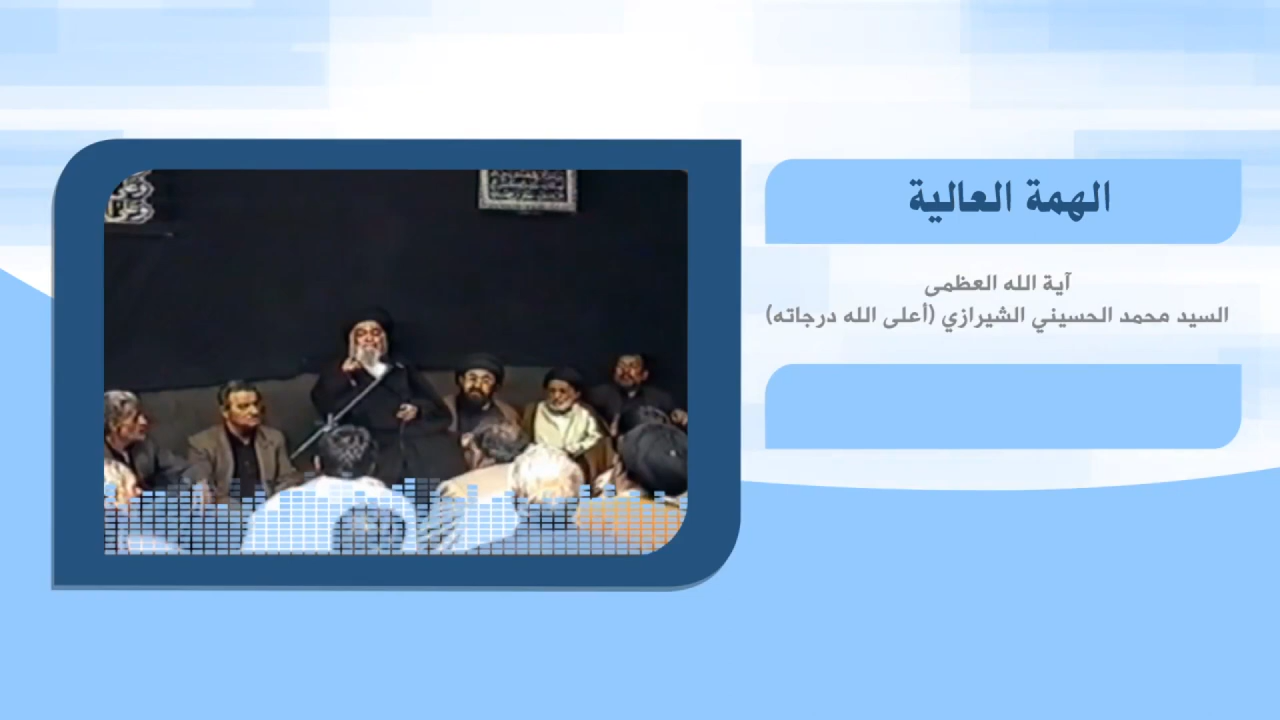 الهمة العالية
آية الله العظمى
السيد محمد الحسيني الشيرازي (أعلى الله درجاته)